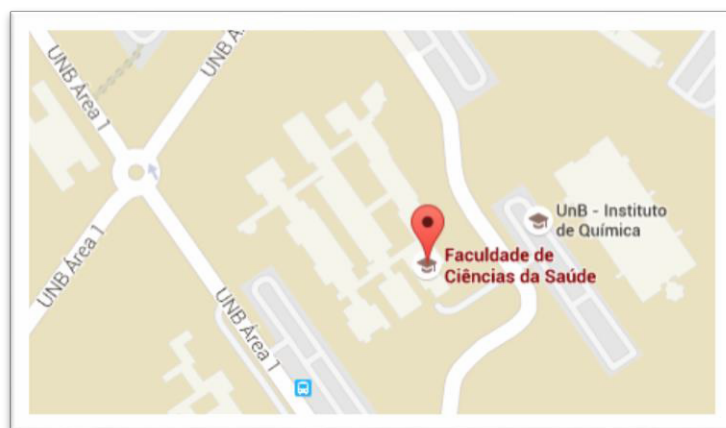 UNB Área 1
UNB Á
UnB - Instituto
de Química
Faculdade de
Ciências da Saúde
UNB Área 1
UNB Área 1